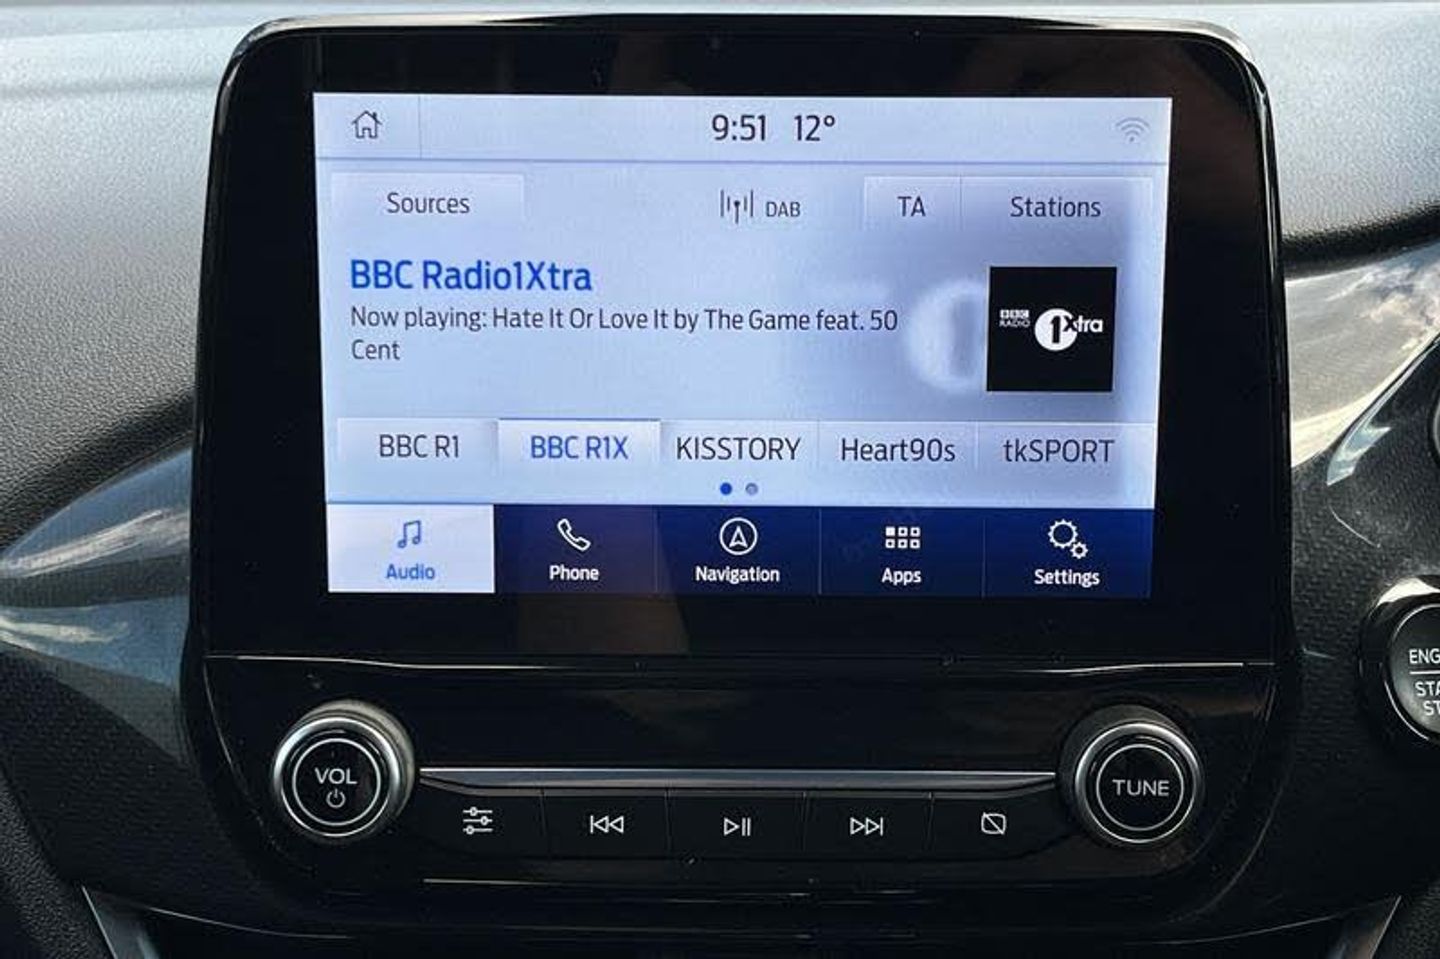 9:51 12°
Sources DAB TA Stations
BBC Radio1Xtra
Now playing: Hate It Or Love It by The Game feat. 50
Cent
BBC RADIO 1Xtra
BBC R1 BBC R1X KISSTORY Heart90s tkSPORT
Audio Phone Navigation Apps Settings
ENG
STA
ST
VOL
TUNE